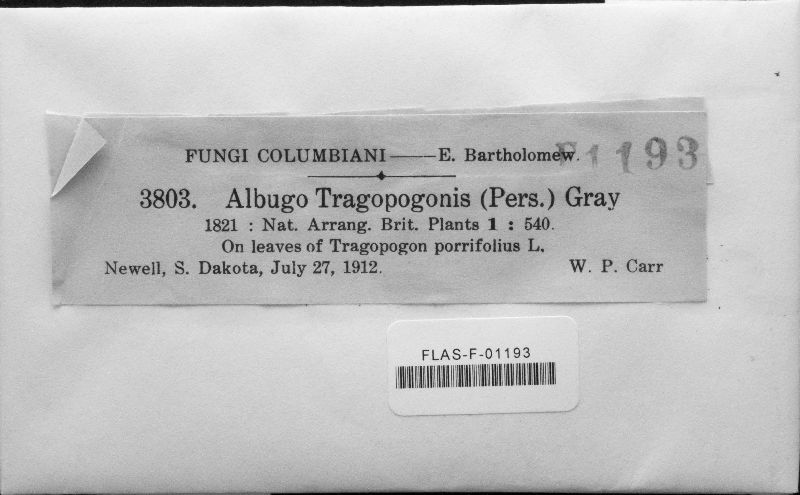 FUNGI COLUMBIANI—E. Bartholomew. F1193
3803. Albugo Tragopogonis (Pers.) Gray
1821 : Nat. Arrang. Brit. Plants 1 : 540.
On leaves of Tragopogon porrifolius L.
Newell, S. Dakota, July 27, 1912. W. P. Carr
FLAS-F-01193